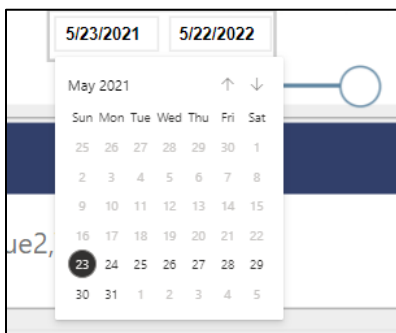 5/23/2021 5/22/2022
May 2021
Sun Mon Tue Wed Thu Fri Sat
25 26 27 28 29 30 1
2 3 4 5 6 7 8
9 10 11 12 13 14 15
16 17 18 19 20 21 22
ue2,
23 24 25 26 27 28 29
30 31 1 2 3 4 5